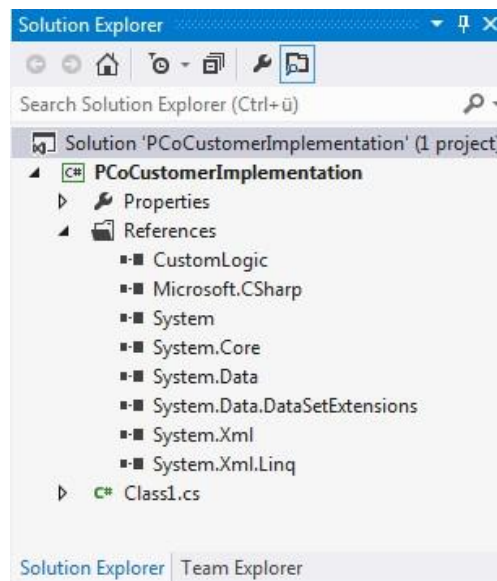 Solution Explorer
Search Solution Explorer (Ctrl+ü)
Solution 'PCoCustomerImplementation' (1 project)
C# PCoCustomerImplementation
Properties
References
CustomLogic
Microsoft.CSharp
System
System.Core
System.Data
System.Data.DataSetExtensions
System.Xml
System.Xml.Linq
C# Class1.cs
Solution Explorer Team Explorer